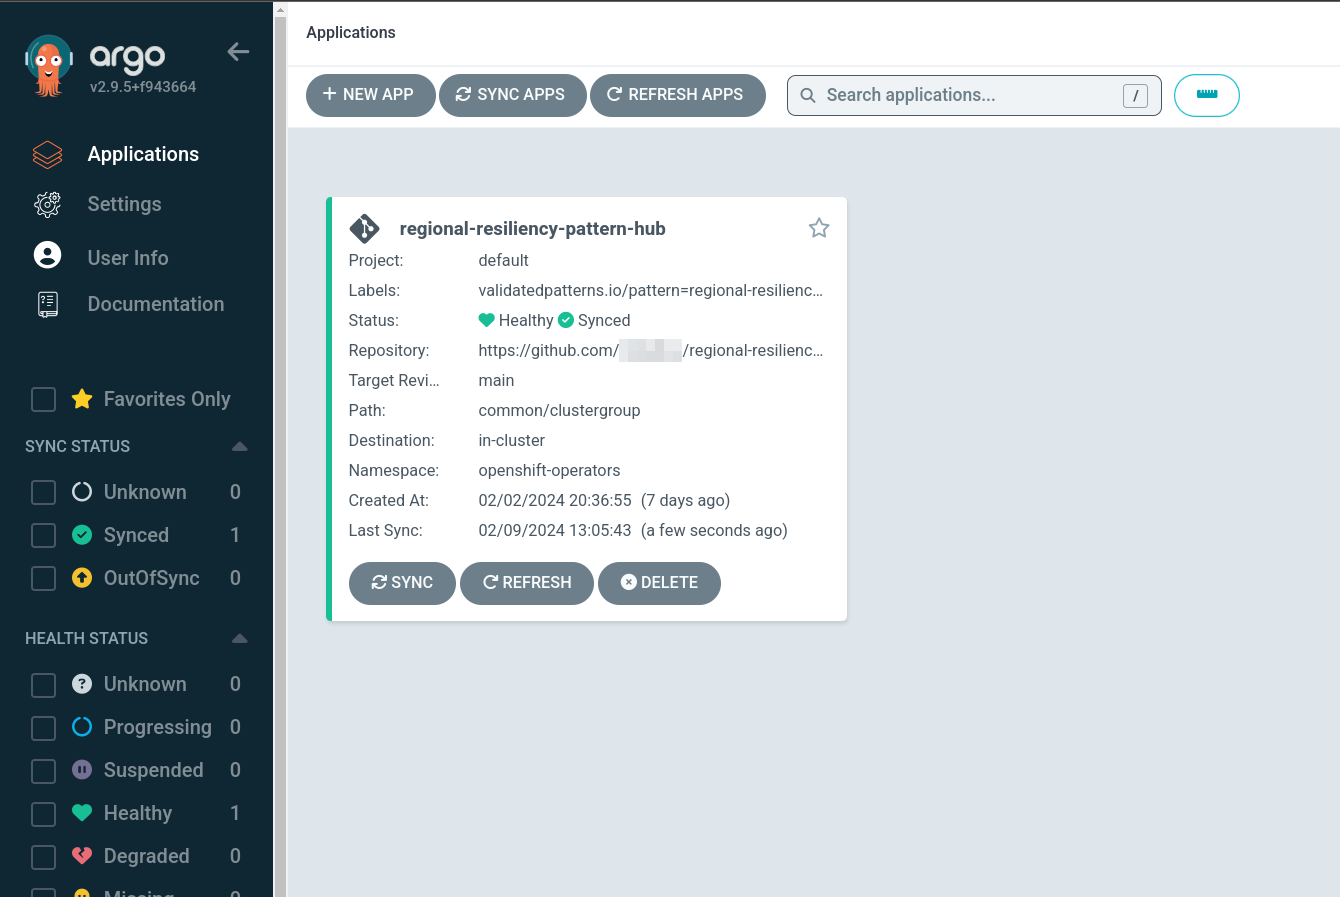 argo
v2.9.5+f943664
Applications
Settings
User Info
Documentation
Favorites Only
SYNC STATUS
Unknown 0
Synced 1
OutOfSync 0
HEALTH STATUS
Unknown 0
Progressing 0
Suspended 0
Healthy 1
Degraded 0
Applications
+ NEW APP SYNC APPS REFRESH APPS Search applications... /
regional-resiliency-pattern-hub
Project: default
Labels: validatedpatterns.io/pattern=regional-resilienc...
Status: Healthy Synced
Repository: https://github.com/ /regional-resilienc...
Target Revi... main
Path: common/clustergroup
Destination: in-cluster
Namespace: openshift-operators
Created At: 02/02/2024 20:36:55 (7 days ago)
Last Sync: 02/09/2024 13:05:43 (a few seconds ago)
SYNC REFRESH DELETE